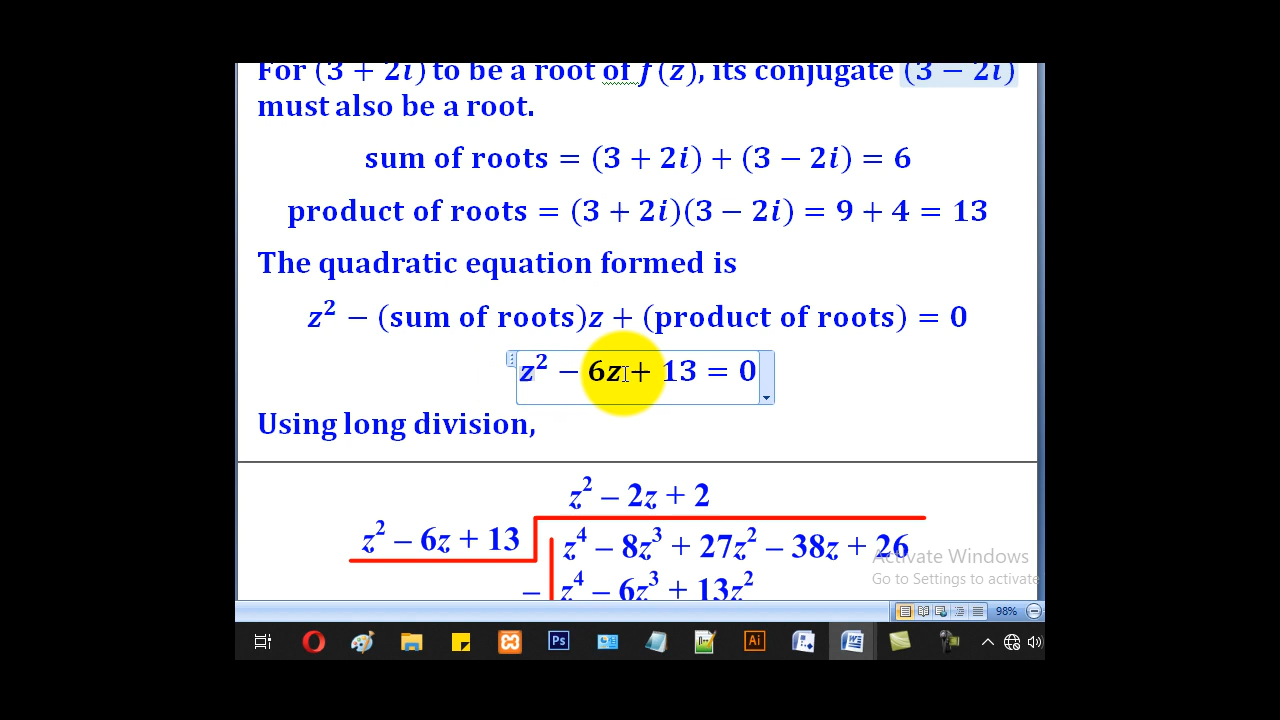 For (3 + 2i) to be a root of f(z), its conjugate (3 − 2i)
must also be a root.
sum of roots = (3 + 2i) + (3 − 2i) = 6
product of roots = (3 + 2i)(3 − 2i) = 9 + 4 = 13
The quadratic equation formed is
z² − (sum of roots)z + (product of roots) = 0
z² − 6z + 13 = 0
Using long division,
z² – 2z + 2
z² – 6z + 13
z⁴ – 8z³ + 27z² – 38z + 26
– z⁴ – 6z³ + 13z²
Activate Windows
Go to Settings to activate
98%
Ps
Ai